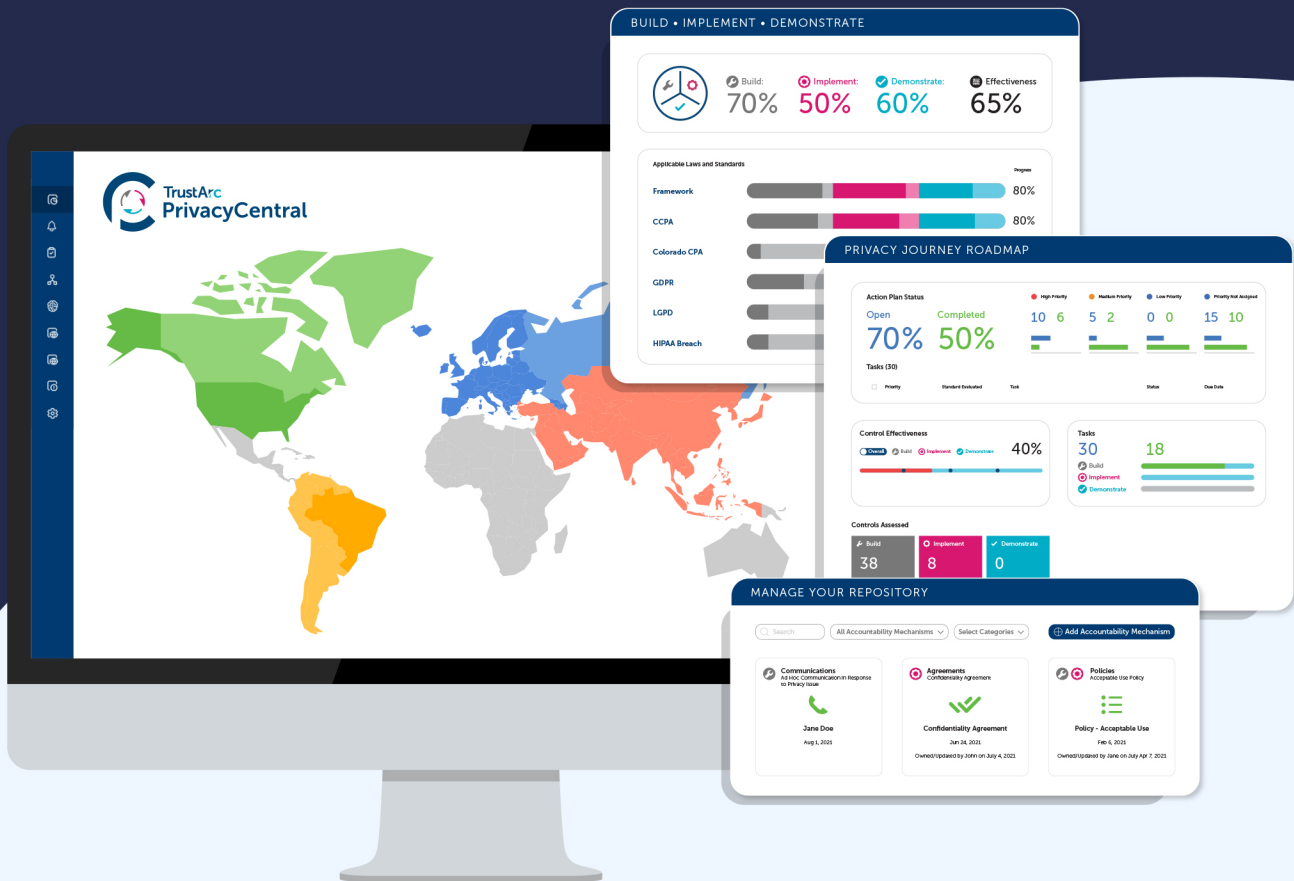 TrustArc
PrivacyCentral
BUILD • IMPLEMENT • DEMONSTRATE
Build: Implement: Demonstrate: Effectiveness
70% 50% 60% 65%
Applicable Laws and Standards
Progress
Framework 80%
CCPA 80%
Colorado CPA
GDPR
LGPD
HIPAA Breach
PRIVACY JOURNEY ROADMAP
Action Plan Status High Priority Medium Priority Low Priority Priority Not Assigned
Open Completed 10 6 5 2 0 0 15 10
70% 50%
Tasks (30)
Priority Standard Evaluated Task Status Due Date
Control Effectiveness
Overall Build Implement Demonstrate 40%
Tasks
30 18
Build
Implement
Demonstrate
Controls Assessed
Build Implement Demonstrate
38 8 0
MANAGE YOUR REPOSITORY
Search All Accountability Mechanisms Select Categories Add Accountability Mechanism
Communications
Ad Hoc Communication in Response
to Privacy Issue
Jane Doe
Aug 1, 2021
Agreements
Confidentiality Agreement
Confidentiality Agreement
Jun 24, 2021
Owned/Updated by John on July 4, 2021
Policies
Acceptable Use Policy
Policy - Acceptable Use
Feb 6, 2021
Owned/Updated by Jane on July Apr 7, 2021